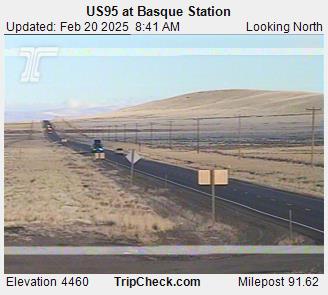 US95 at Basque Station
Updated: Feb 20 2025 8:41 AM Looking North
Elevation 4460 TripCheck.com Milepost 91.62